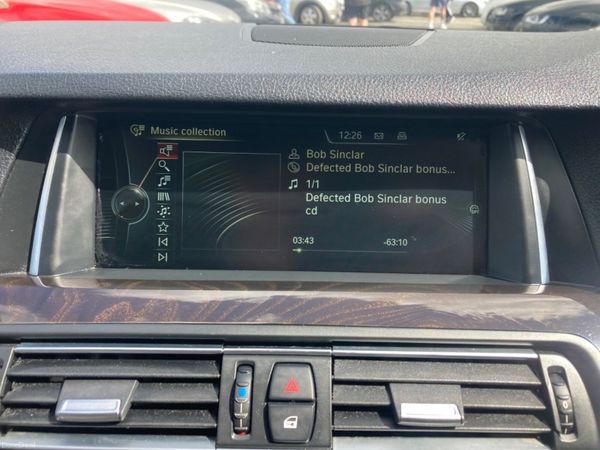 Music collection
12:26
Bob Sinclar
Defected Bob Sinclar bonus...
1/1
Defected Bob Sinclar bonus
cd
03:43
-63:10